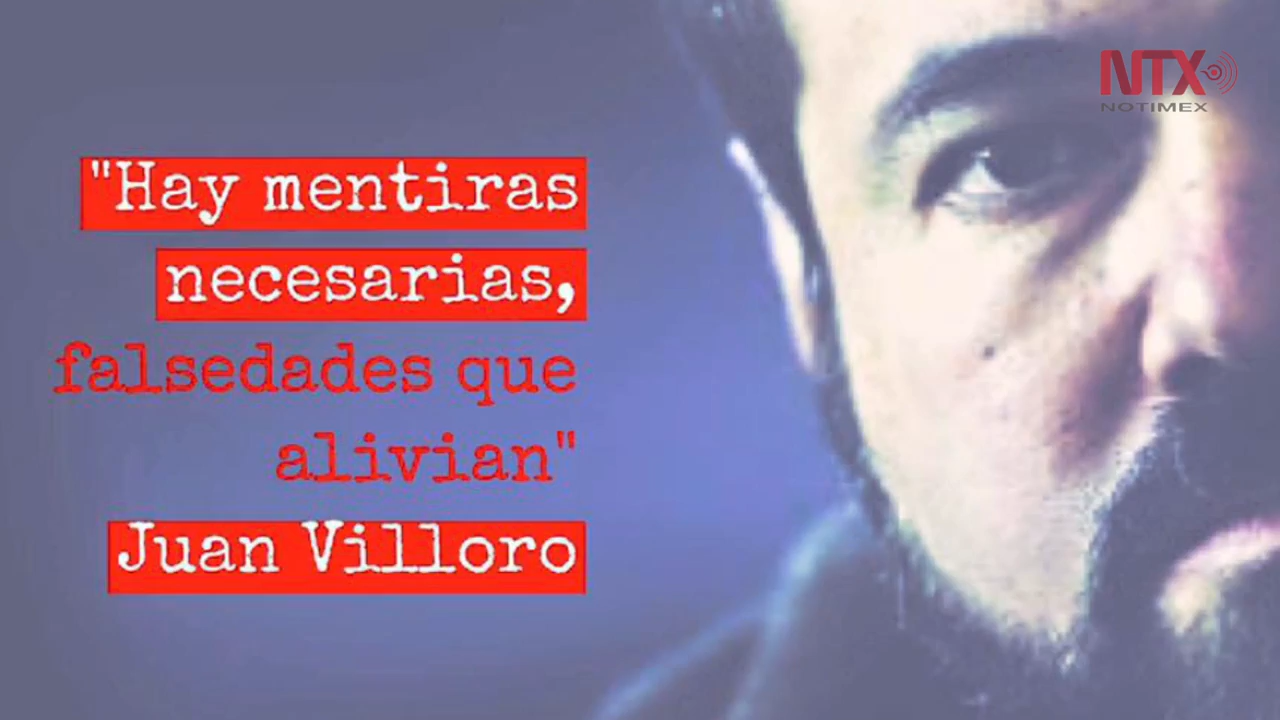 "Hay mentiras
necesarias,
falsedades que
alivian"
Juan Villoro
NTX
NOTIMEX